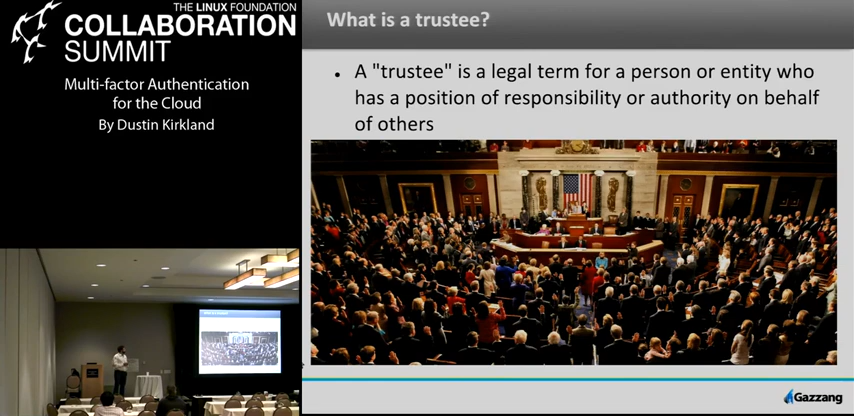 THE LINUX FOUNDATION
COLLABORATION
SUMMIT
Multi-factor Authentication
for the Cloud
By Dustin Kirkland
What is a trustee?
• A "trustee" is a legal term for a person or entity who
has a position of responsibility or authority on behalf
of others
Gazzang